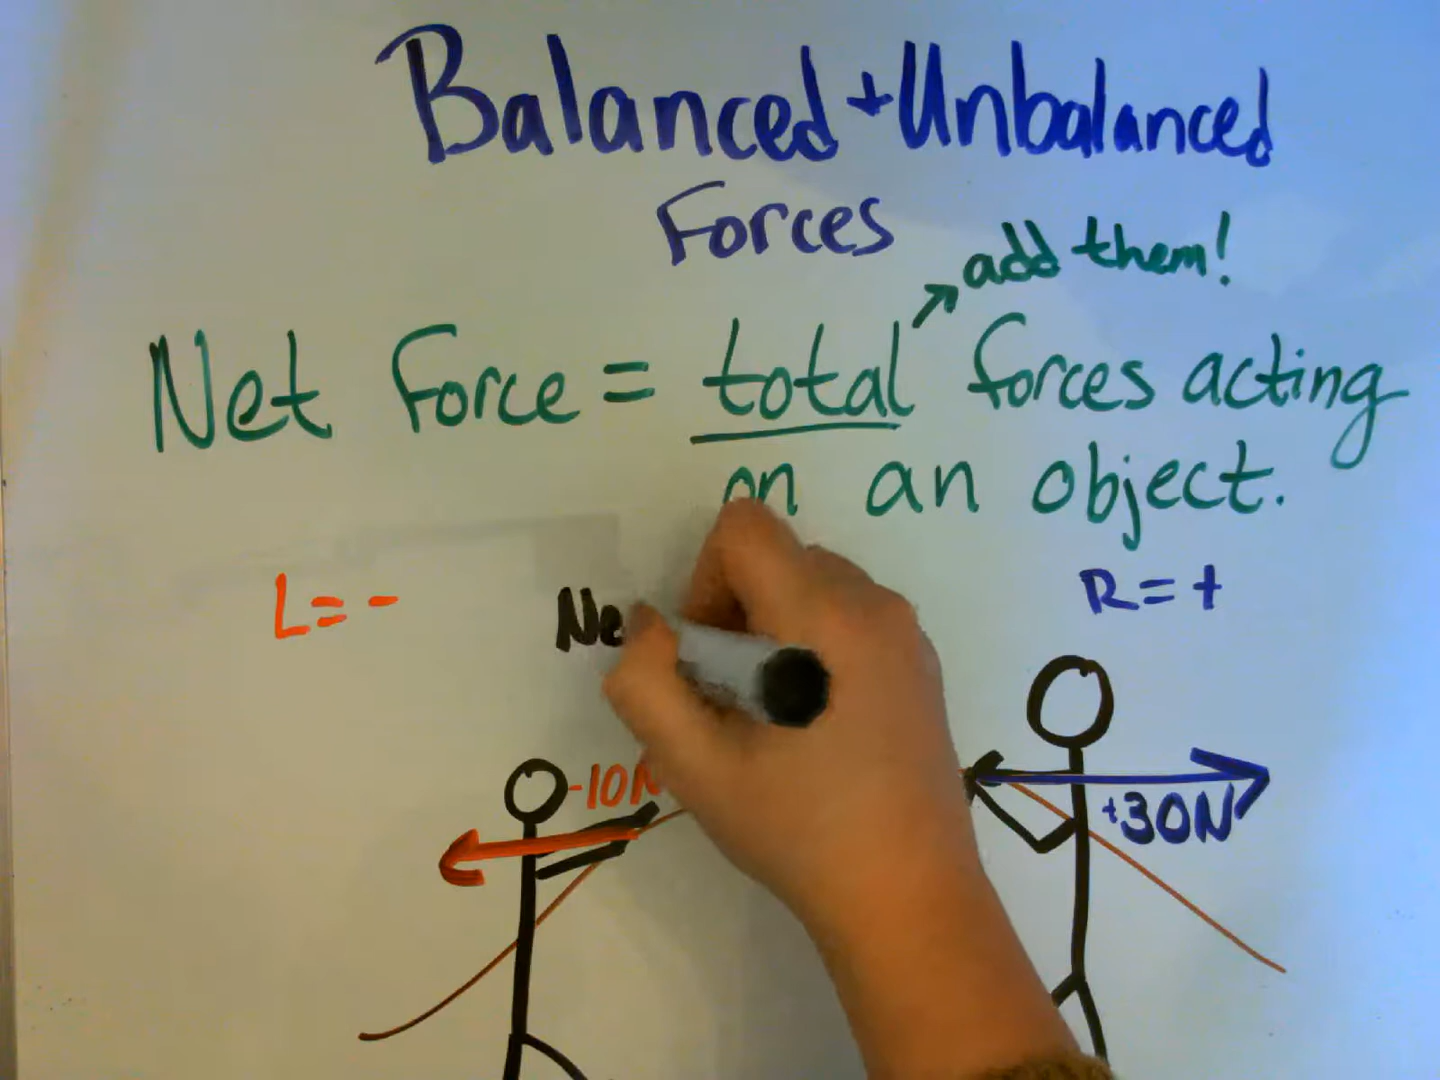 Balanced + Unbalanced
Forces
add them!
Net Force = total forces acting
on an object.
L = -
Ne
R = +
-10N
+30N